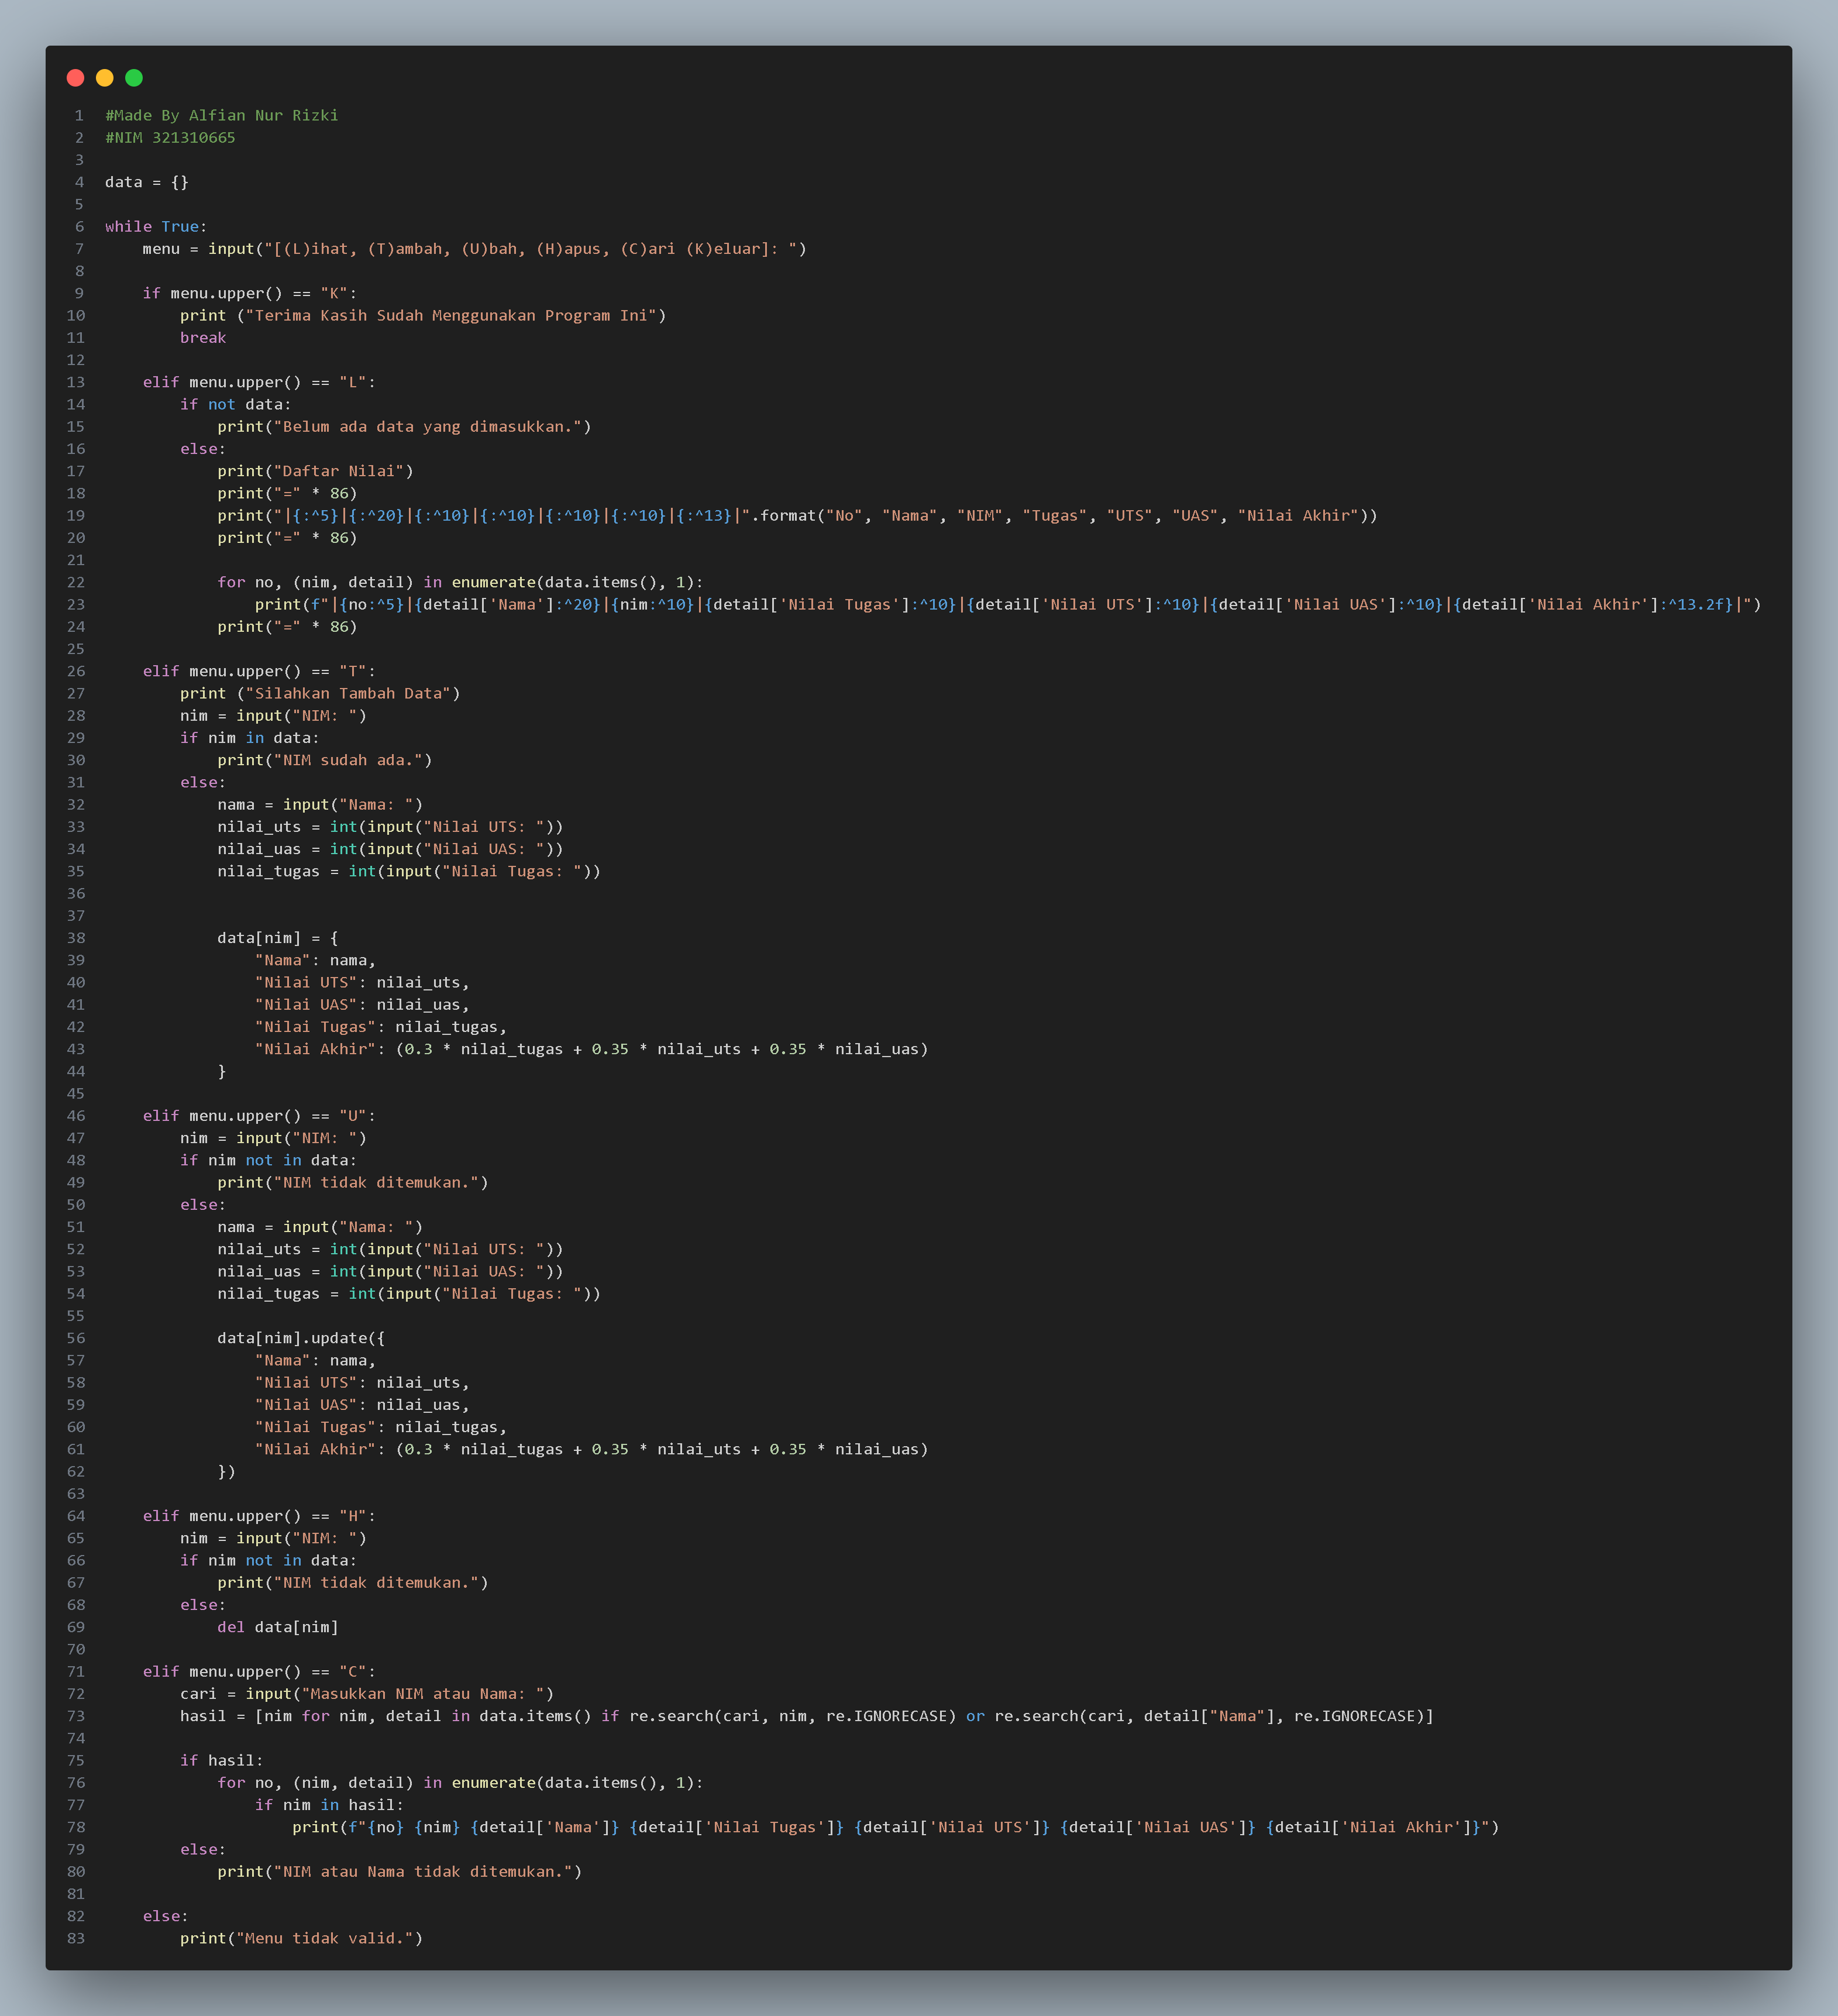 1 #Made By Alfian Nur Rizki
2 #NIM 321310665
3
4 data = {}
5
6 while True:
7     menu = input("[(L)ihat, (T)ambah, (U)bah, (H)apus, (C)ari (K)eluar]: ")
8
9     if menu.upper() == "K":
10         print ("Terima Kasih Sudah Menggunakan Program Ini")
11         break
12
13     elif menu.upper() == "L":
14         if not data:
15             print("Belum ada data yang dimasukkan.")
16         else:
17             print("Daftar Nilai")
18             print("=" * 86)
19             print("|{:^5}|{:^20}|{:^10}|{:^10}|{:^10}|{:^10}|{:^13}|".format("No", "Nama", "NIM", "Tugas", "UTS", "UAS", "Nilai Akhir"))
20             print("=" * 86)
21
22             for no, (nim, detail) in enumerate(data.items(), 1):
23                 print(f"|{no:^5}|{detail['Nama']:^20}|{nim:^10}|{detail['Nilai Tugas']:^10}|{detail['Nilai UTS']:^10}|{detail['Nilai UAS']:^10}|{detail['Nilai Akhir']:^13.2f}|")
24             print("=" * 86)
25
26     elif menu.upper() == "T":
27         print ("Silahkan Tambah Data")
28         nim = input("NIM: ")
29         if nim in data:
30             print("NIM sudah ada.")
31         else:
32             nama = input("Nama: ")
33             nilai_uts = int(input("Nilai UTS: "))
34             nilai_uas = int(input("Nilai UAS: "))
35             nilai_tugas = int(input("Nilai Tugas: "))
36
37
38             data[nim] = {
39                 "Nama": nama,
40                 "Nilai UTS": nilai_uts,
41                 "Nilai UAS": nilai_uas,
42                 "Nilai Tugas": nilai_tugas,
43                 "Nilai Akhir": (0.3 * nilai_tugas + 0.35 * nilai_uts + 0.35 * nilai_uas)
44             }
45
46     elif menu.upper() == "U":
47         nim = input("NIM: ")
48         if nim not in data:
49             print("NIM tidak ditemukan.")
50         else:
51             nama = input("Nama: ")
52             nilai_uts = int(input("Nilai UTS: "))
53             nilai_uas = int(input("Nilai UAS: "))
54             nilai_tugas = int(input("Nilai Tugas: "))
55
56             data[nim].update({
57                 "Nama": nama,
58                 "Nilai UTS": nilai_uts,
59                 "Nilai UAS": nilai_uas,
60                 "Nilai Tugas": nilai_tugas,
61                 "Nilai Akhir": (0.3 * nilai_tugas + 0.35 * nilai_uts + 0.35 * nilai_uas)
62             })
63
64     elif menu.upper() == "H":
65         nim = input("NIM: ")
66         if nim not in data:
67             print("NIM tidak ditemukan.")
68         else:
69             del data[nim]
70
71     elif menu.upper() == "C":
72         cari = input("Masukkan NIM atau Nama: ")
73         hasil = [nim for nim, detail in data.items() if re.search(cari, nim, re.IGNORECASE) or re.search(cari, detail["Nama"], re.IGNORECASE)]
74
75         if hasil:
76             for no, (nim, detail) in enumerate(data.items(), 1):
77                 if nim in hasil:
78                     print(f"{no} {nim} {detail['Nama']} {detail['Nilai Tugas']} {detail['Nilai UTS']} {detail['Nilai UAS']} {detail['Nilai Akhir']}")
79         else:
80             print("NIM atau Nama tidak ditemukan.")
81
82     else:
83         print("Menu tidak valid.")